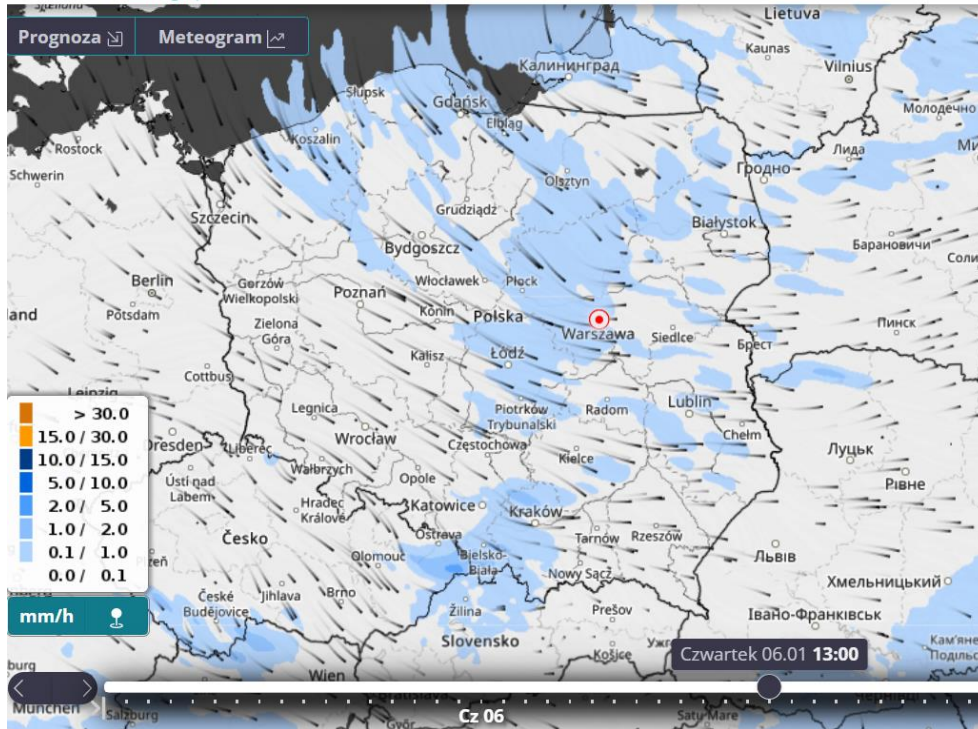 Lietuva
Prognoza
Meteogram
Kaunas
Vilnius
Калининград
Słupsk
Gdańsk
Elbląg
Молодечно
Koszalin
Rostock
Лида
Schwerin
Гродно
Olsztyn
Szczecin
Grudziądz
Białystok
Bydgoszcz
Барановичи
Berlin
Włocławek
Płock
Gorzów
Wielkopolski
Poznań
Potsdam
Konin
Polska
Warszawa
Siedlce
Брест
Пинск
Zielona
Góra
Kalisz
Łódź
Cottbus
Leipzig
Legnica
Piotrków
Trybunalski
Radom
Lublin
Chełm
> 30.0
15.0 / 30.0
10.0 / 15.0
5.0 / 10.0
2.0 / 5.0
1.0 / 2.0
0.1 / 1.0
0.0 / 0.1
mm/h
Dresden
Liberec
Wrocław
Częstochowa
Kielce
Луцьк
Рівне
Wałbrzych
Opole
Ústí nad
Labem
Hradec
Králové
Katowice
Kraków
Česko
Ostrava
Tarnów
Rzeszów
Львів
Olomouc
Bielsko-
Biała
Nowy Sącz
Хмельницький
České
Budějovice
Jihlava
Brno
Žilina
Prešov
Івано-Франківськ
Slovensko
Košice
Wien
Czwartek 06.01 13:00
München
Salzburg
Cz 06
Győr
Satu Mare